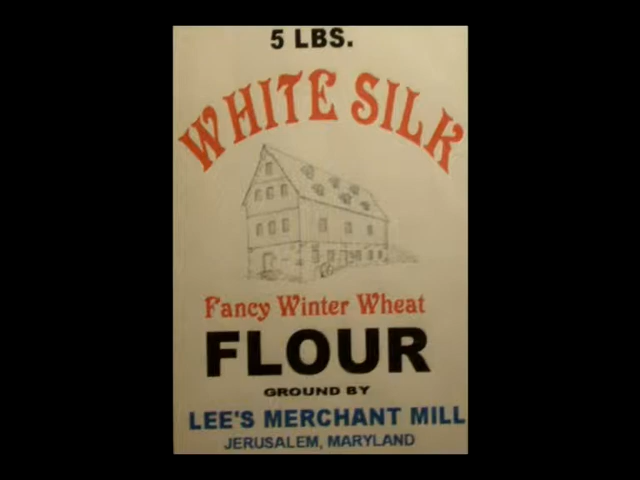 5 LBS.
WHITE SILK
Fancy Winter Wheat
FLOUR
GROUND BY
LEE'S MERCHANT MILL
JERUSALEM, MARYLAND